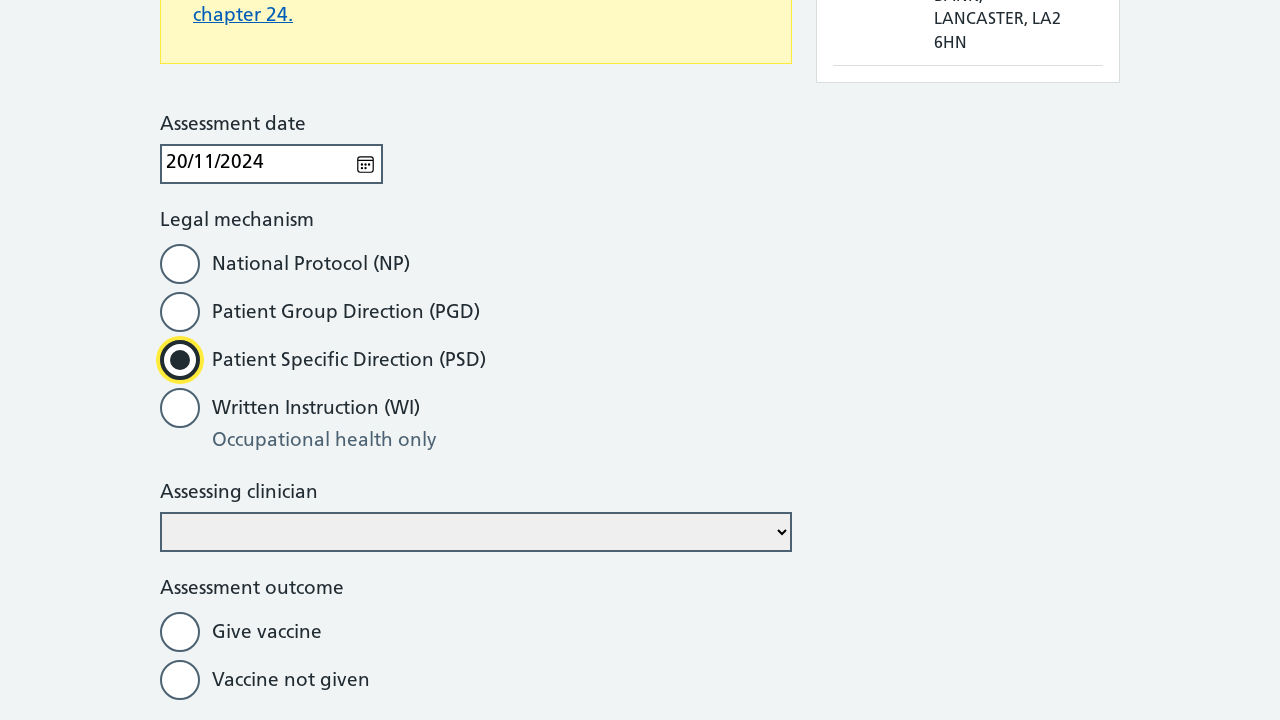 chapter 24.
LANCASTER, LA2
6HN
Assessment date
20/11/2024
Legal mechanism
National Protocol (NP)
Patient Group Direction (PGD)
Patient Specific Direction (PSD)
Written Instruction (WI)
Occupational health only
Assessing clinician
Assessment outcome
Give vaccine
Vaccine not given